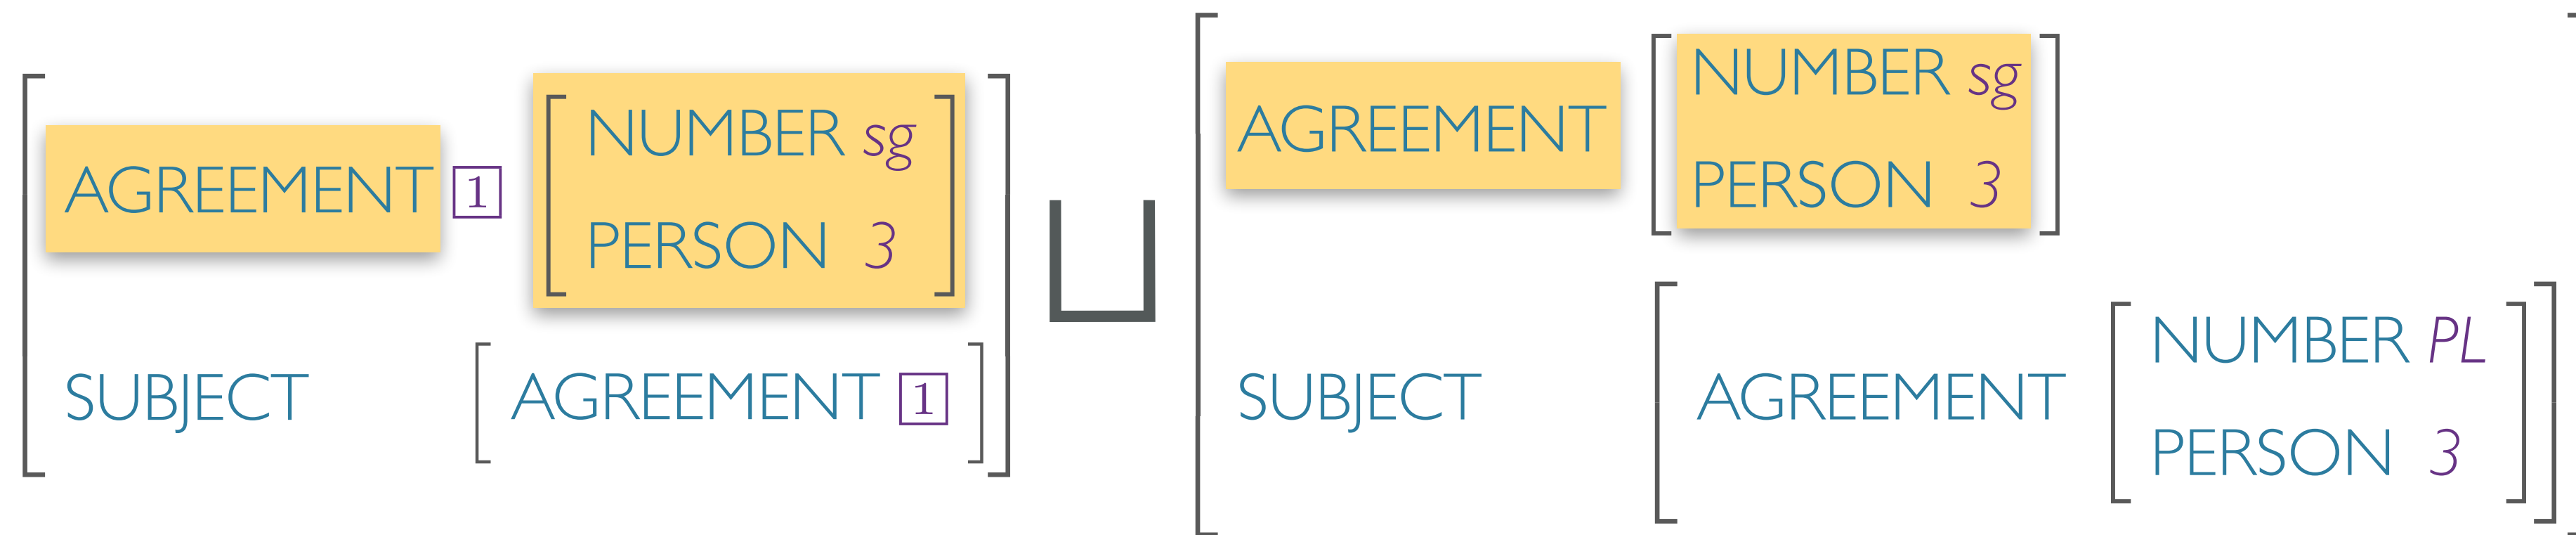 AGREEMENT 1 NUMBER sg
PERSON 3
SUBJECT AGREEMENT 1
⊔
AGREEMENT NUMBER sg
PERSON 3
SUBJECT AGREEMENT NUMBER PL
PERSON 3